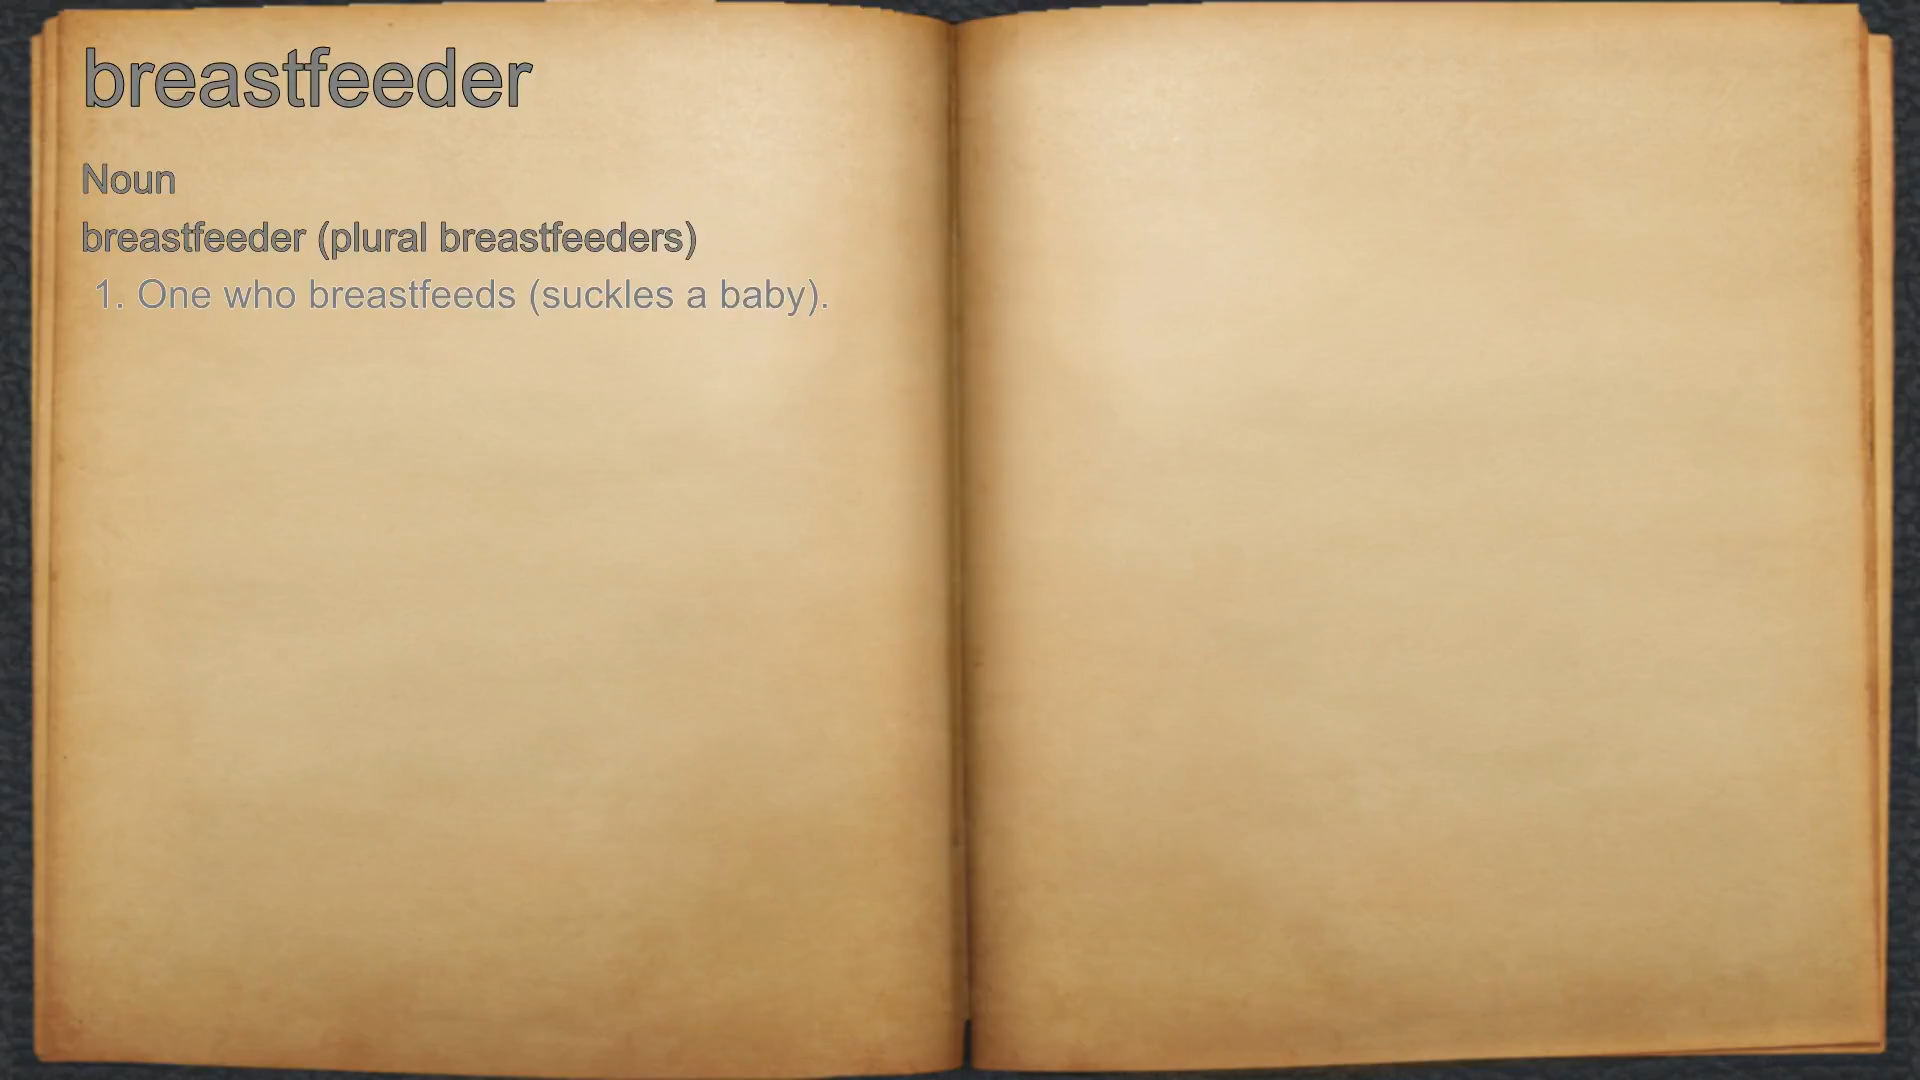 breastfeeder
Noun
breastfeeder (plural breastfeeders)
1. One who breastfeeds (suckles a baby).